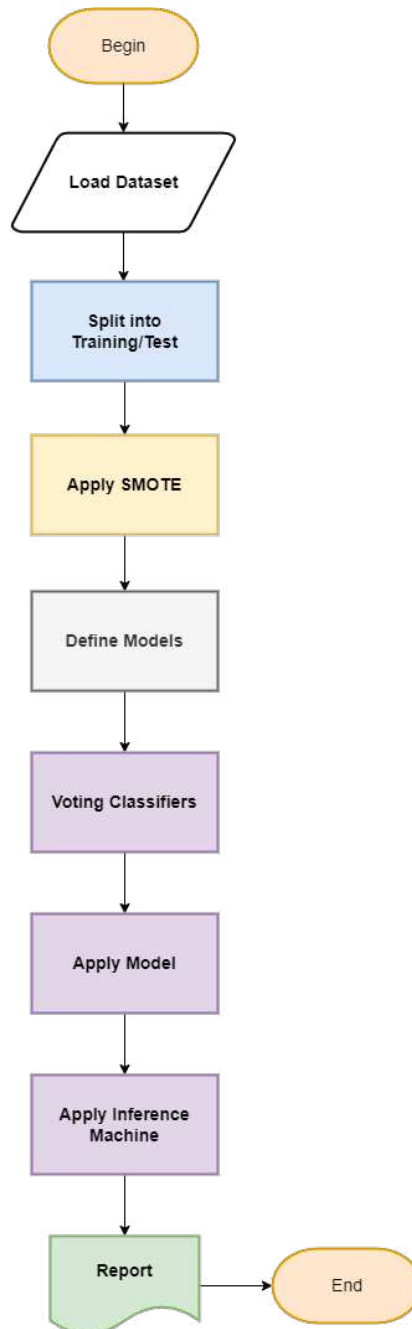 Begin
Load Dataset
Split into
Training/Test
Apply SMOTE
Define Models
Voting Classifiers
Apply Model
Apply Inference
Machine
Report
End